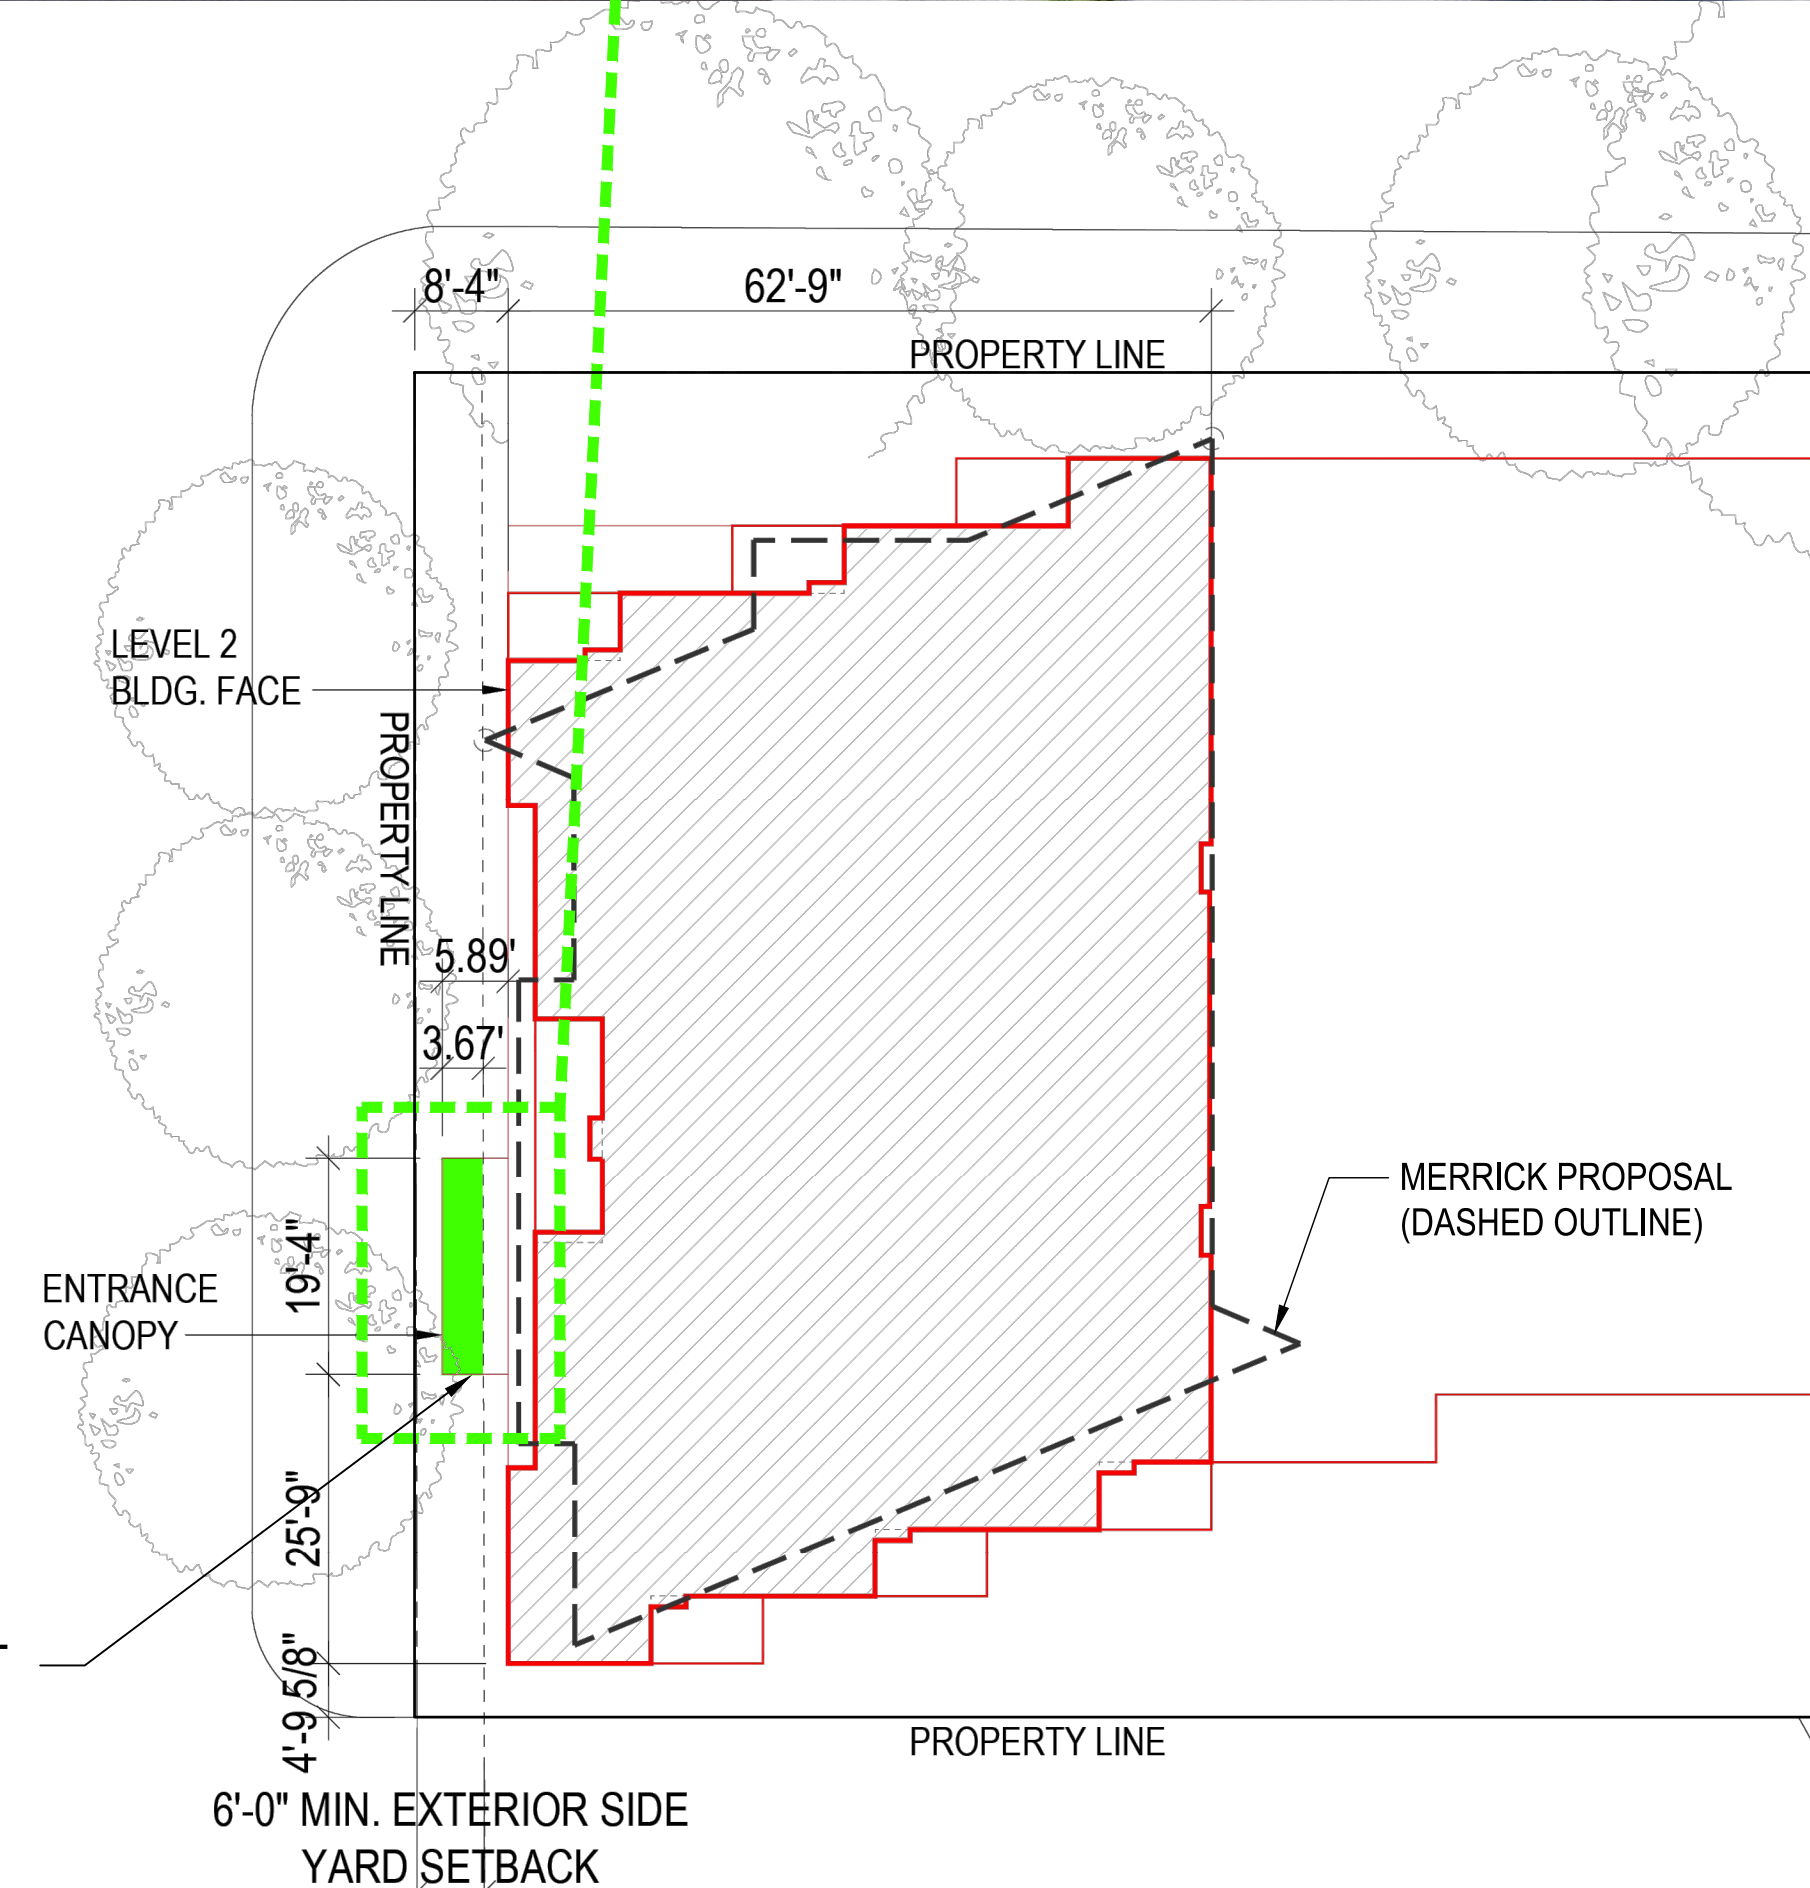 8'-4"
62'-9"
PROPERTY LINE
LEVEL 2
BLDG. FACE
PROPERTY LINE
5.89'
3.67'
MERRICK PROPOSAL
(DASHED OUTLINE)
19'-4"
ENTRANCE
CANOPY
25'-9"
4'-9 5/8"
PROPERTY LINE
6'-0" MIN. EXTERIOR SIDE
YARD SETBACK